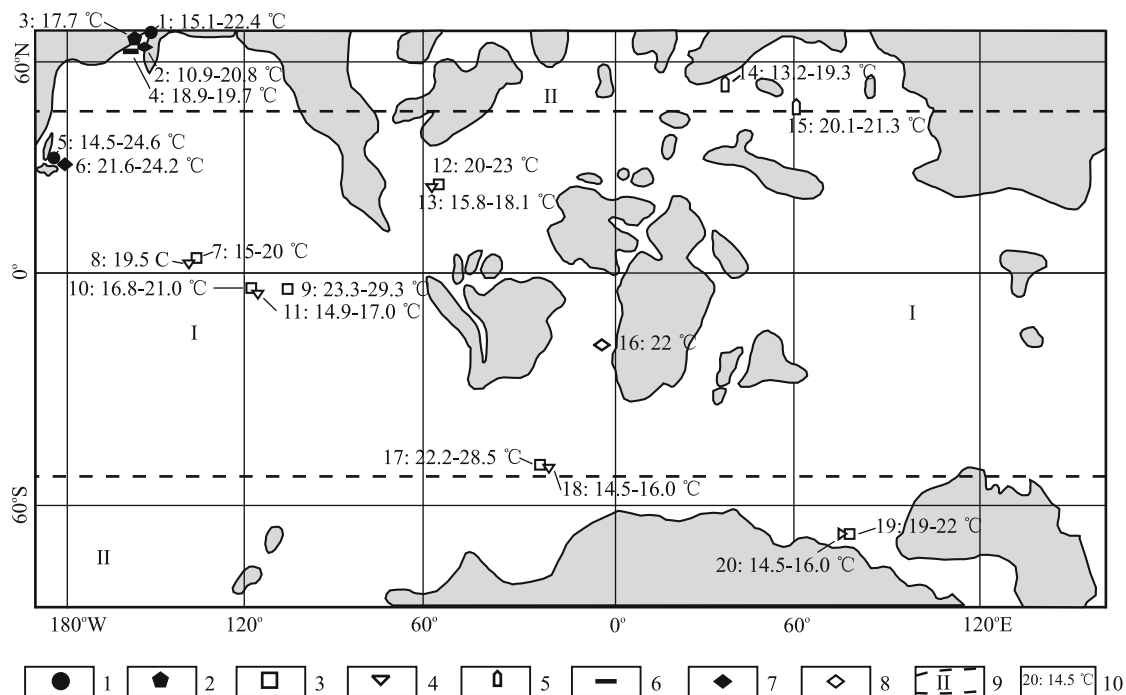 3: 17.7 ℃
1: 15.1-22.4 ℃
60°N
2: 10.9-20.8 ℃
4: 18.9-19.7 ℃
14: 13.2-19.3 ℃
II
15: 20.1-21.3 ℃
5: 14.5-24.6 ℃
6: 21.6-24.2 ℃
12: 20-23 ℃
13: 15.8-18.1 ℃
7: 15-20 ℃
8: 19.5 C
0°
10: 16.8-21.0 ℃
9: 23.3-29.3 ℃
11: 14.9-17.0 ℃
I
I
16: 22 ℃
17: 22.2-28.5 ℃
18: 14.5-16.0 ℃
60°S
19: 19-22 ℃
II
20: 14.5-16.0 ℃
180°W 120° 60° 0° 60° 120°E
1 2 3 4 5 6 7 8 II 9 20: 14.5 ℃ 10